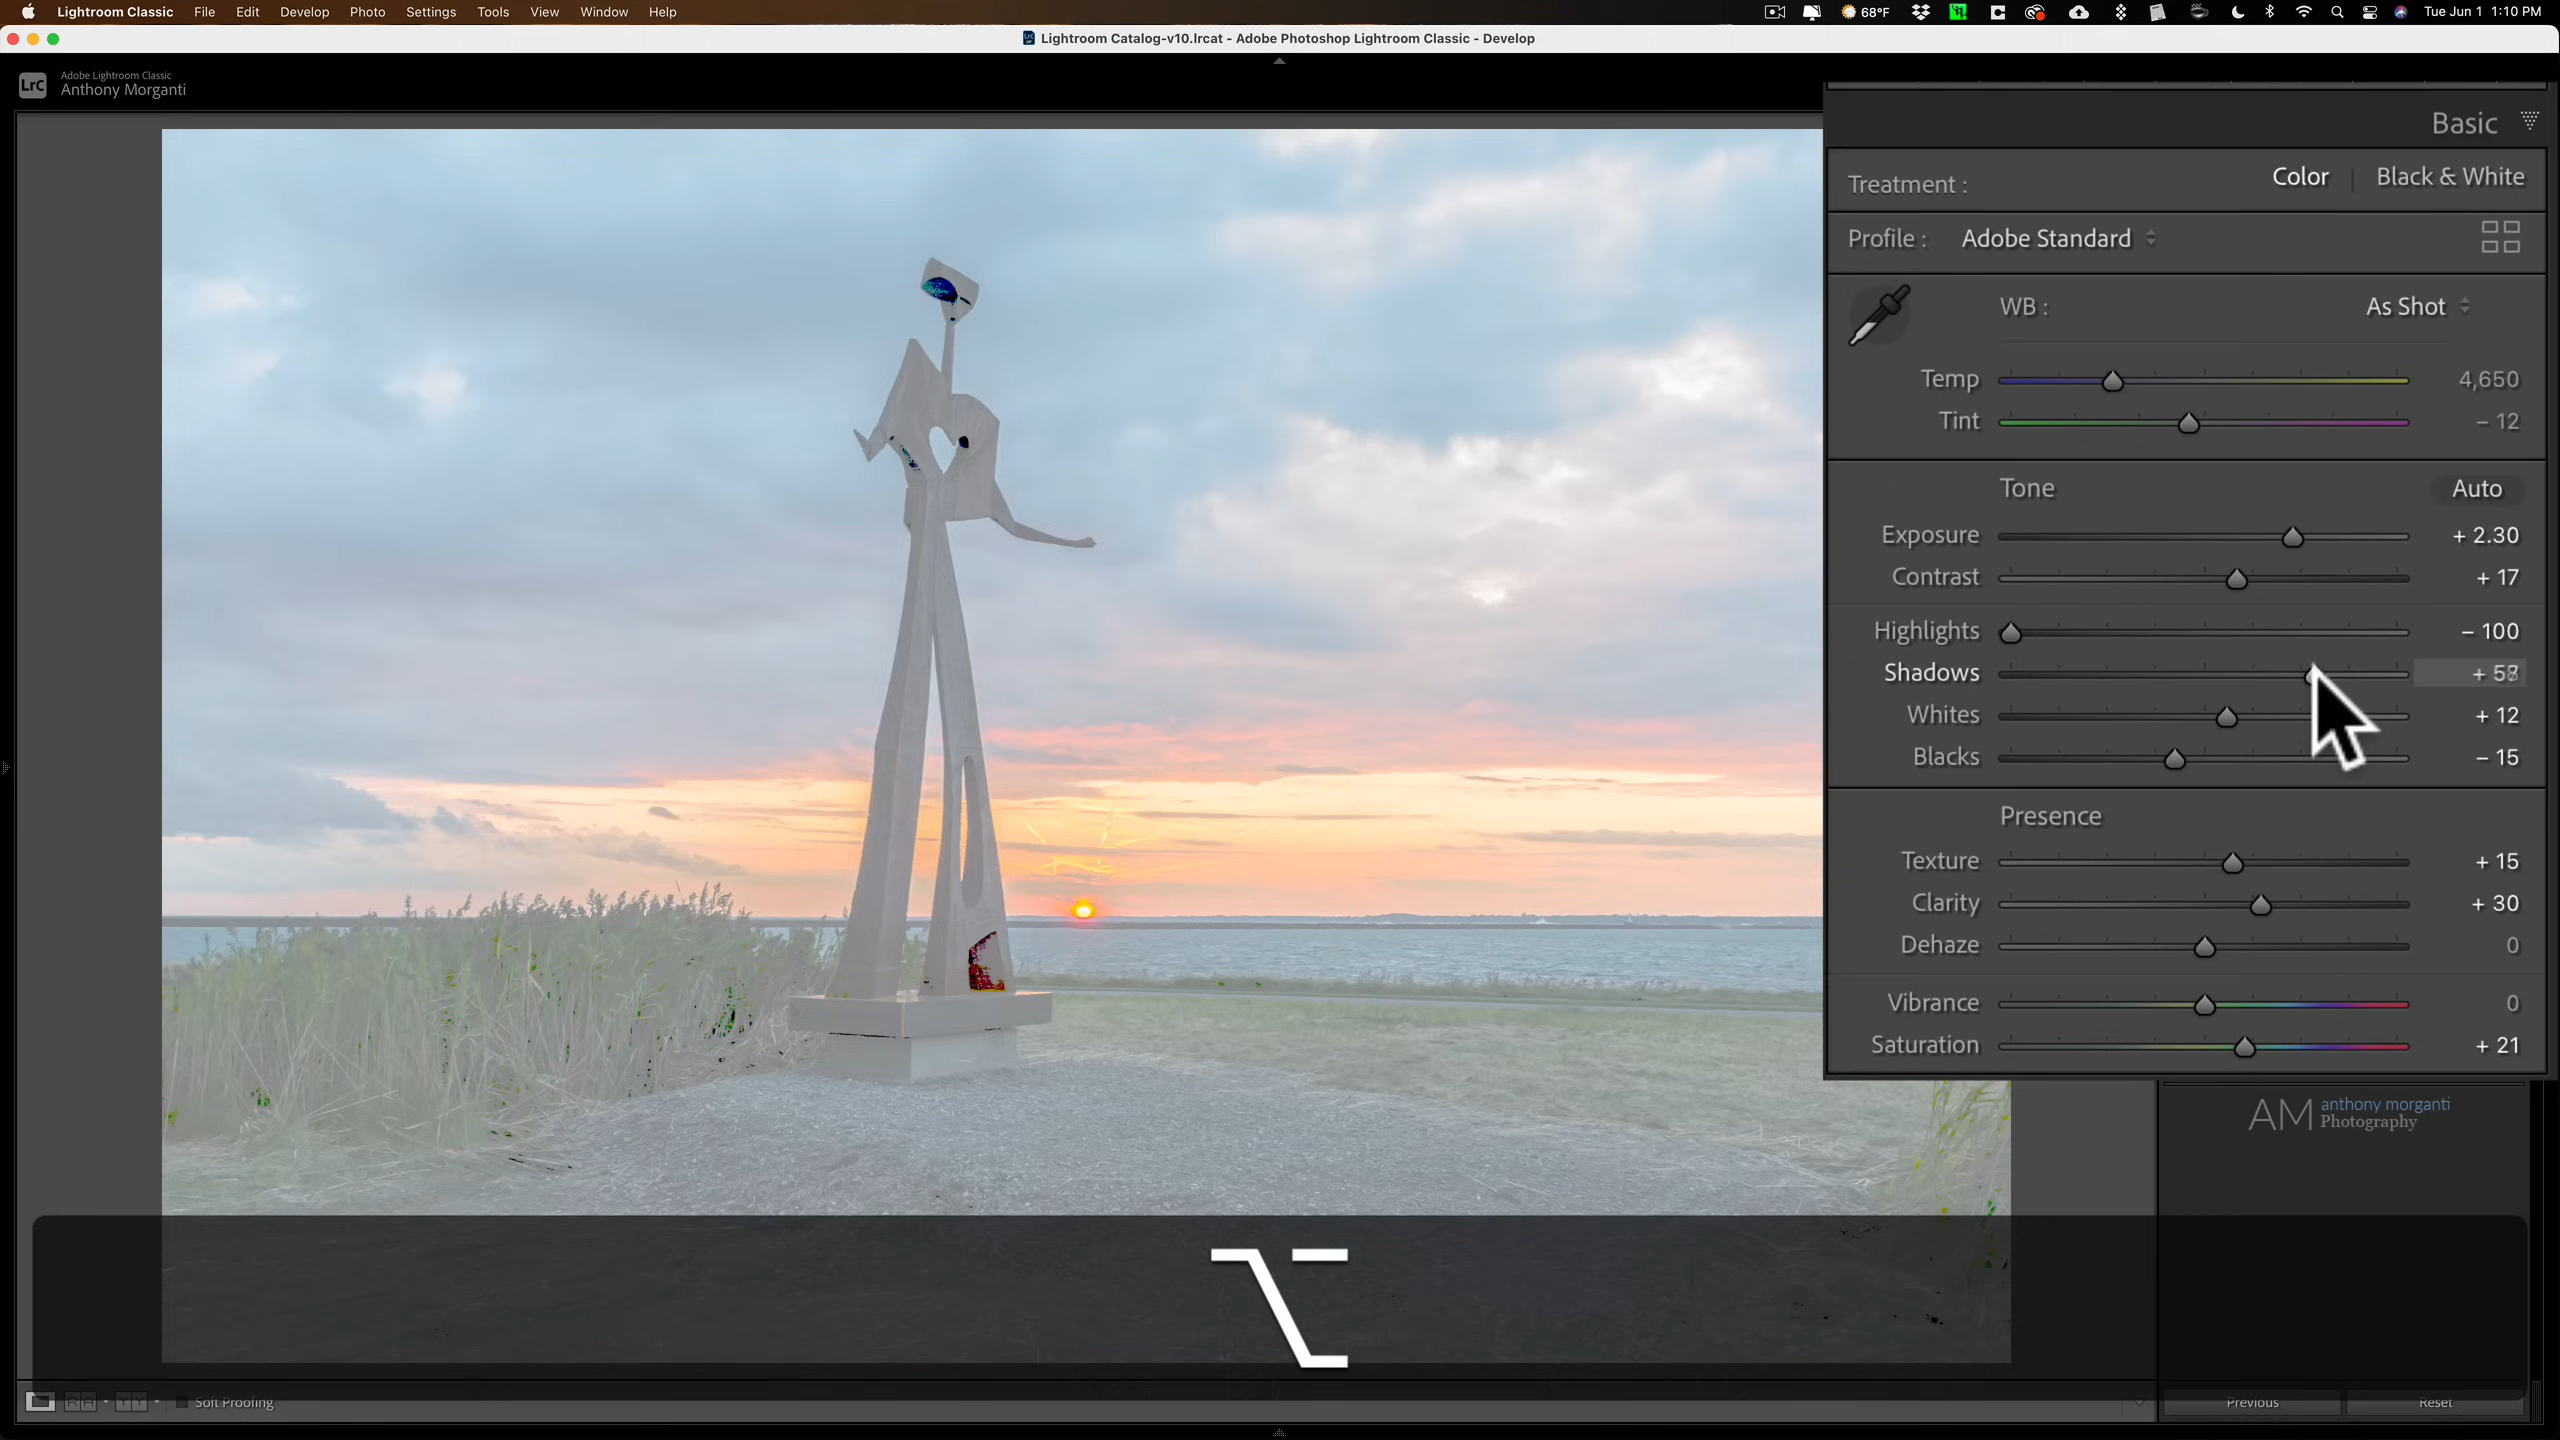 Lightroom Classic File Edit Develop Photo Settings Tools View Window Help 68°F Tue Jun 1 1:10 PM
Lightroom Catalog-v10.lrcat - Adobe Photoshop Lightroom Classic - Develop
LrC
Adobe Lightroom Classic
Anthony Morganti
Basic
Treatment : Color Black & White
Profile : Adobe Standard
WB : As Shot
Temp 4,650
Tint – 12
Tone Auto
Exposure + 2.30
Contrast + 17
Highlights – 100
Shadows
Whites + 12
Blacks – 15
Presence
Texture + 15
Clarity + 30
Dehaze 0
Vibrance 0
Saturation + 21
AM anthony morganti
Photography
⌥
Soft Proofing Previous Reset